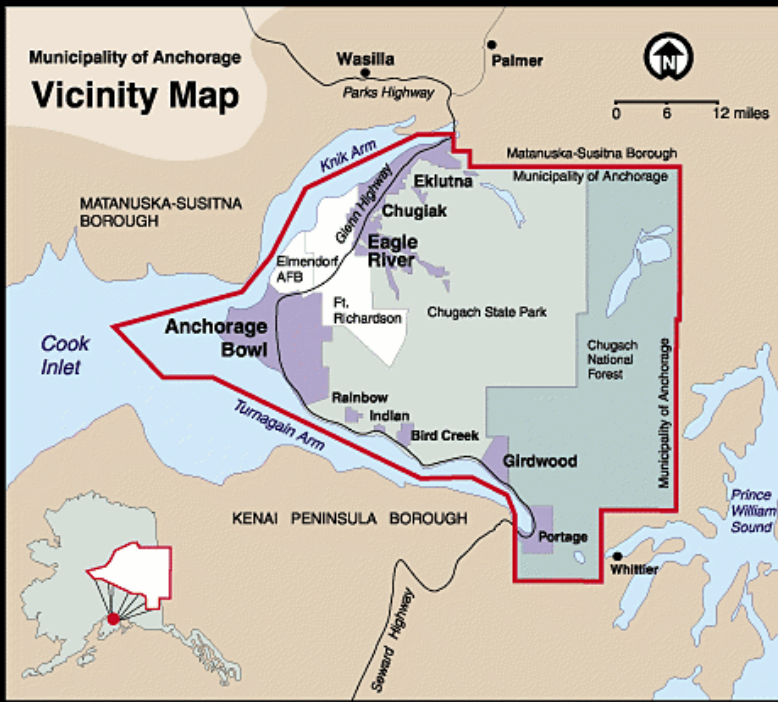 Municipality of Anchorage
Vicinity Map
Wasilla
Palmer
N
Parks Highway
0 6 12 miles
Knik Arm
Matanuska-Susitna Borough
Municipality of Anchorage
Glenn Highway
Eklutna
MATANUSKA-SUSITNA
BOROUGH
Chugiak
Eagle
River
Elmendorf
AFB
Ft.
Richardson
Chugach State Park
Anchorage
Bowl
Cook
Inlet
Chugach
National
Forest
Municipality of Anchorage
Rainbow
Indian
Turnagain Arm
Bird Creek
Girdwood
Prince
William
Sound
KENAI PENINSULA BOROUGH
Portage
Whittier
Seward Highway